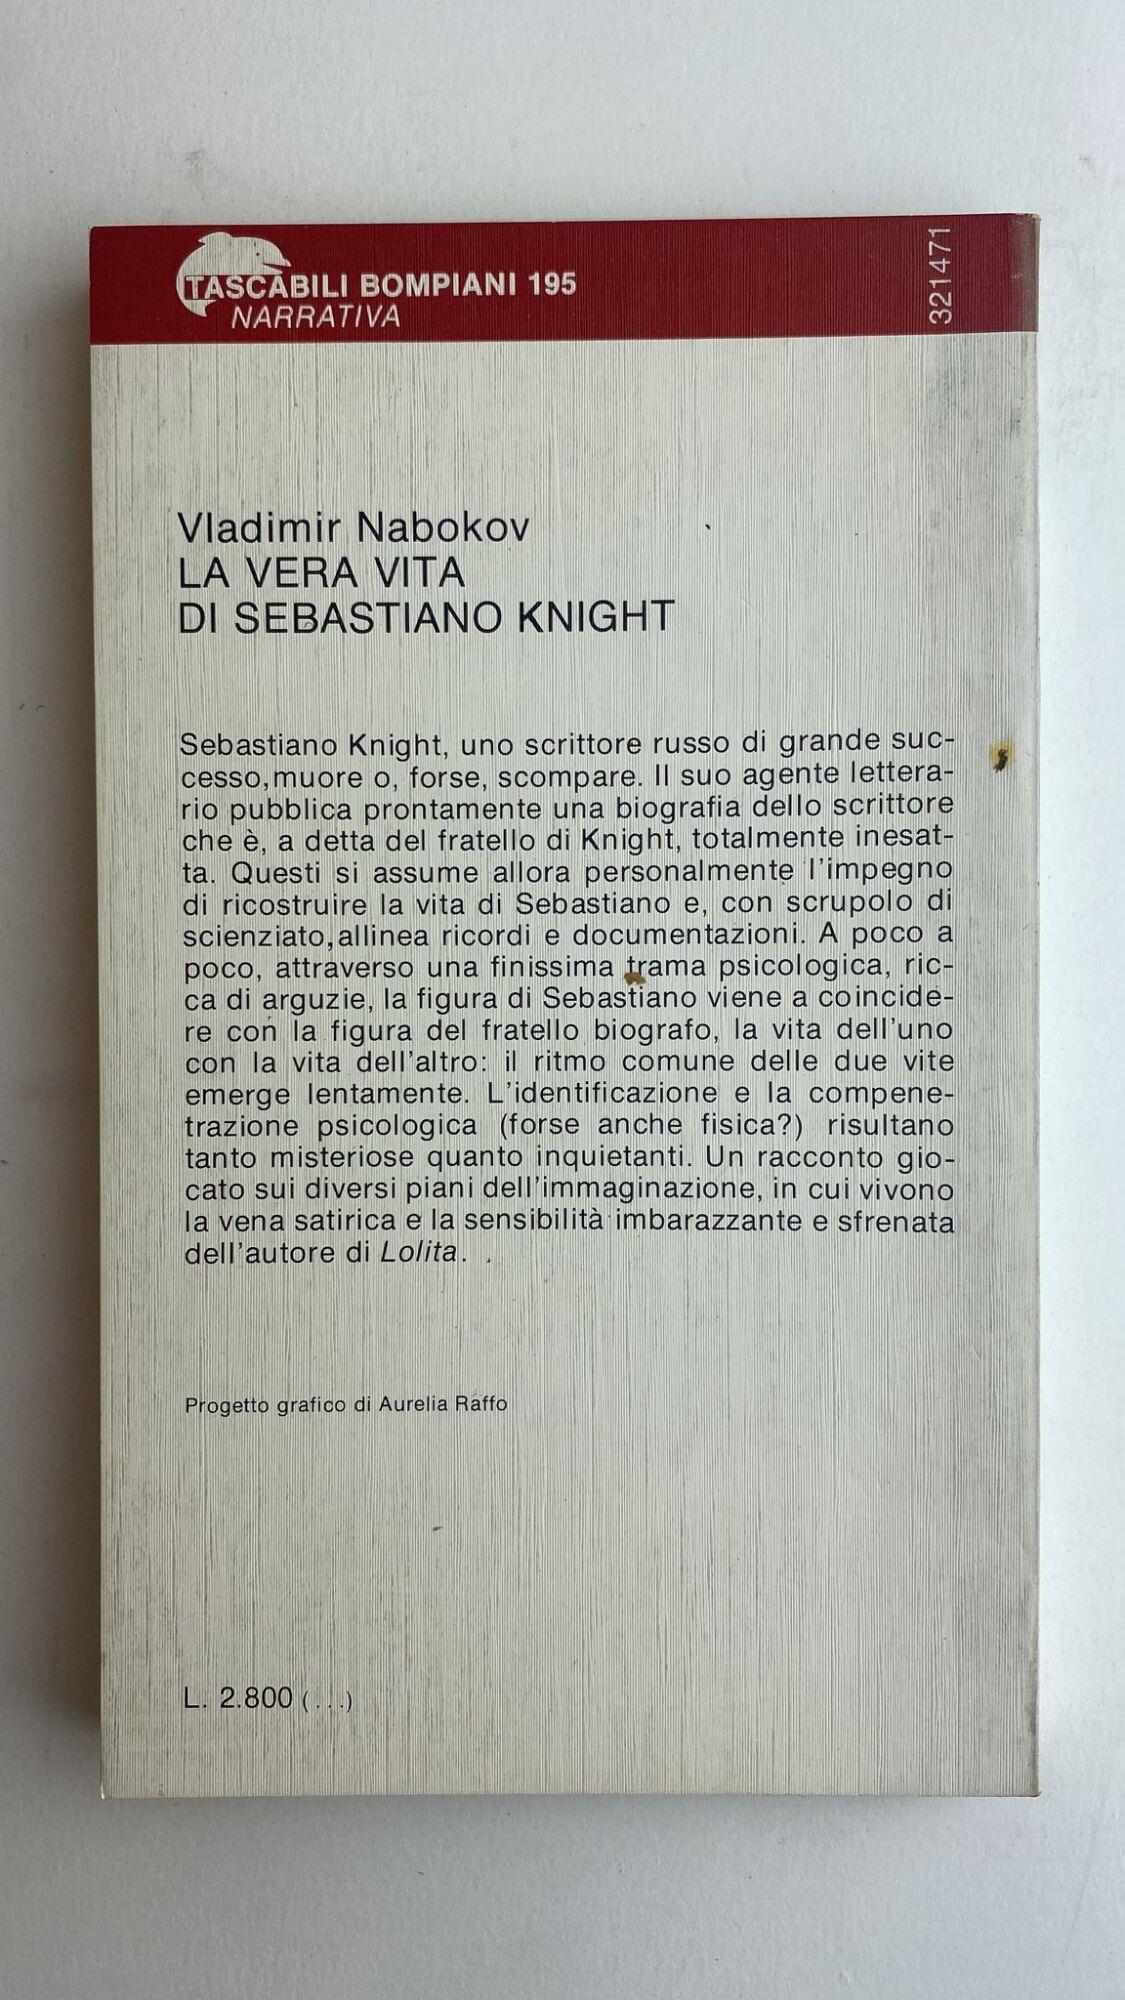 TASCABILI BOMPIANI 195
NARRATIVA
321471
Vladimir Nabokov
LA VERA VITA
DI SEBASTIANO KNIGHT
Sebastiano Knight, uno scrittore russo di grande suc-
cesso, muore o, forse, scompare. Il suo agente lettera-
rio pubblica prontamente una biografia dello scrittore
che è, a detta del fratello di Knight, totalmente inesat-
ta. Questi si assume allora personalmente l'impegno
di ricostruire la vita di Sebastiano e, con scrupolo di
scienziato, allinea ricordi e documentazioni. A poco a
poco, attraverso una finissima trama psicologica, ric-
ca di arguzie, la figura di Sebastiano viene a coincide-
re con la figura del fratello biografo, la vita dell'uno
con la vita dell'altro: il ritmo comune delle due vite
emerge lentamente. L'identificazione e la compene-
trazione psicologica (forse anche fisica?) risultano
tanto misteriose quanto inquietanti. Un racconto gio-
cato sui diversi piani dell'immaginazione, in cui vivono
la vena satirica e la sensibilità imbarazzante e sfrenata
dell'autore di Lolita.
Progetto grafico di Aurelia Raffo
L. 2.800 (...)